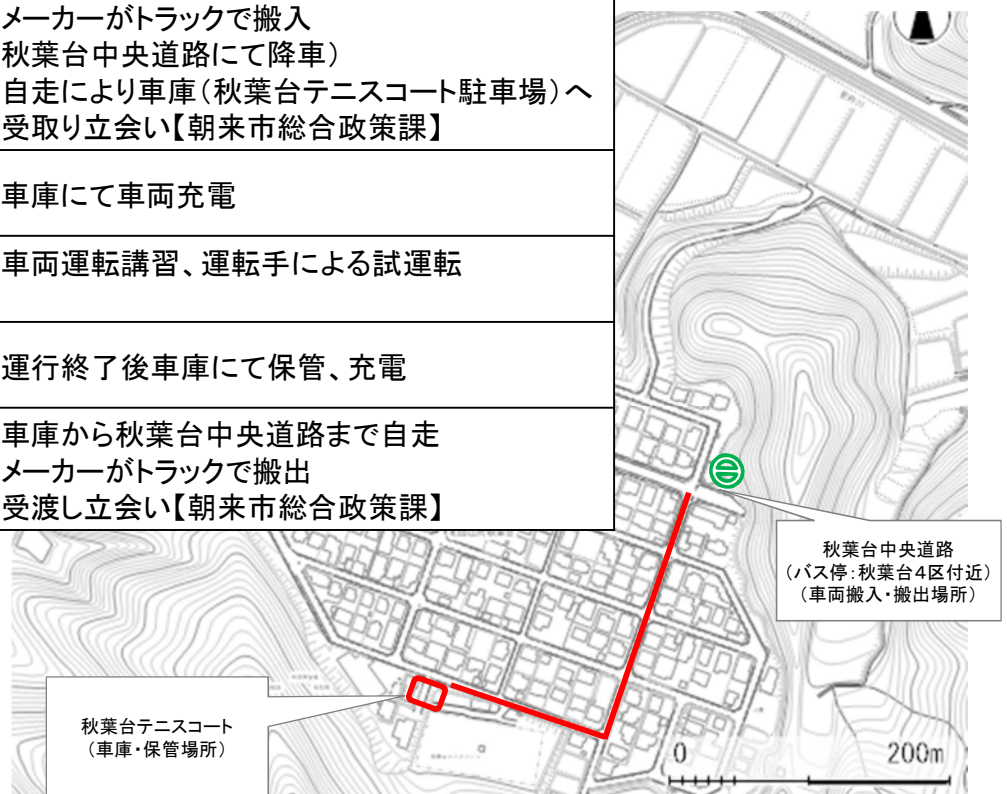 メーカーがトラックで搬入
秋葉台中央道路にて降車）
自走により車庫（秋葉台テニスコート駐車場）へ
受取り立会い【朝来市総合政策課】
車庫にて車両充電
車両運転講習、運転手による試運転
運行終了後車庫にて保管、充電
車庫から秋葉台中央道路まで自走
メーカーがトラックで搬出
受渡し立会い【朝来市総合政策課】
秋葉台中央道路
（バス停：秋葉台４区付近）
（車両搬入・搬出場所）
秋葉台テニスコート
（車庫・保管場所）
0 200m